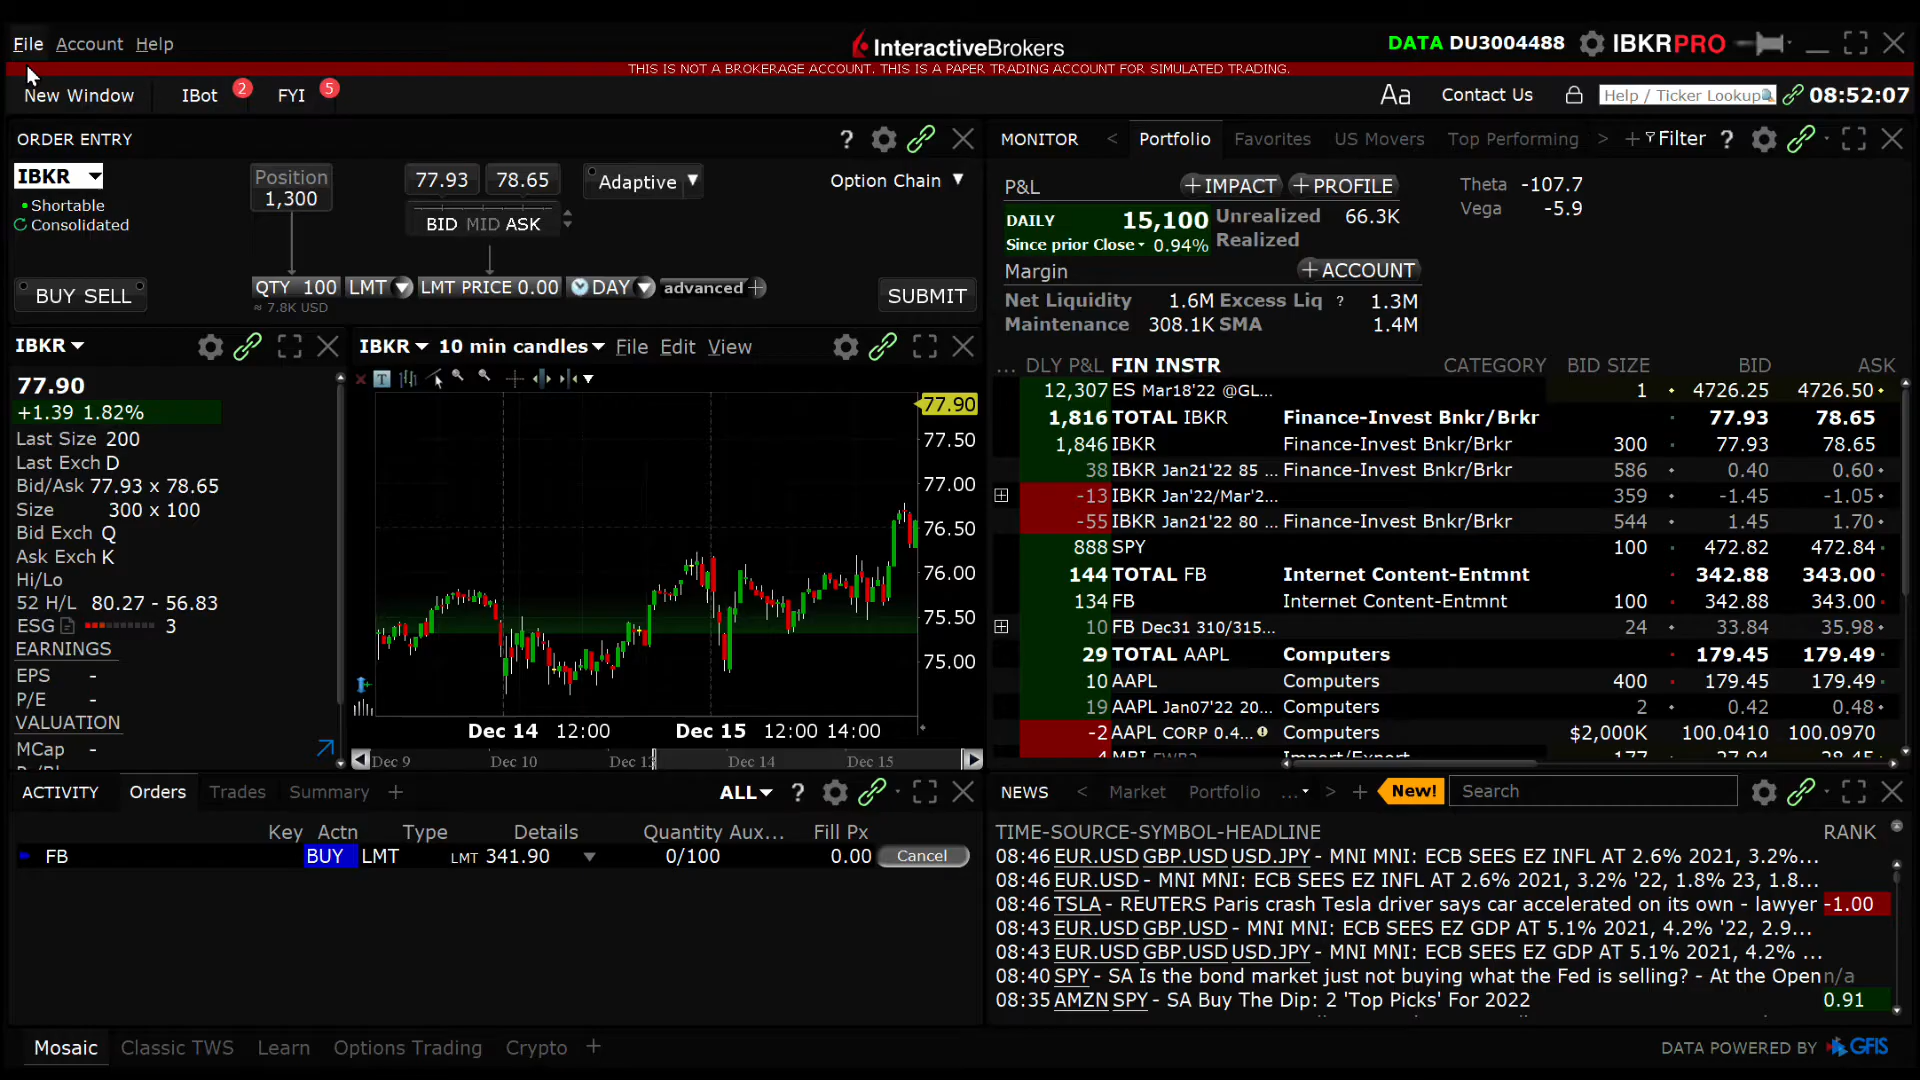 File Account Help
InteractiveBrokers
DATA DU3004488 IBKRPRO
THIS IS NOT A BROKERAGE ACCOUNT. THIS IS A PAPER TRADING ACCOUNT FOR SIMULATED TRADING.
New Window IBot 2 FYI 5
Aa Contact Us Help / Ticker Lookup 08:52:07
ORDER ENTRY ?
IBKR
Shortable
Consolidated
Position
1,300
77.93 78.65
BID MID ASK
Adaptive
Option Chain
BUY SELL
QTY 100 LMT LMT PRICE 0.00 DAY advanced +
≈ 7.8K USD
SUBMIT
IBKR
77.90
+1.39 1.82%
Last Size 200
Last Exch D
Bid/Ask 77.93 x 78.65
Size 300 x 100
Bid Exch Q
Ask Exch K
Hi/Lo
52 H/L 80.27 - 56.83
ESG 3
EARNINGS
EPS -
P/E -
VALUATION
MCap -
IBKR 10 min candles File Edit View
T
77.90
77.50
77.00
76.50
76.00
75.50
75.00
Dec 14 12:00 Dec 15 12:00 14:00
Dec 9 Dec 10 Dec 13 Dec 14 Dec 15
MONITOR < Portfolio Favorites US Movers Top Performing > + Filter ?
P&L + IMPACT + PROFILE
DAILY 15,100
Since prior Close 0.94%
Unrealized 66.3K
Realized
Theta -107.7
Vega -5.9
Margin + ACCOUNT
Net Liquidity 1.6M Excess Liq ? 1.3M
Maintenance 308.1K SMA 1.4M
... DLY P&L FIN INSTR CATEGORY BID SIZE BID ASK
12,307 ES Mar18'22 @GL... 1 4726.25 4726.50
1,816 TOTAL IBKR Finance-Invest Bnkr/Brkr 77.93 78.65
1,846 IBKR Finance-Invest Bnkr/Brkr 300 77.93 78.65
38 IBKR Jan21'22 85 ... Finance-Invest Bnkr/Brkr 586 0.40 0.60
-13 IBKR Jan'22/Mar'2... 359 -1.45 -1.05
-55 IBKR Jan21'22 80 ... Finance-Invest Bnkr/Brkr 544 1.45 1.70
888 SPY 100 472.82 472.84
144 TOTAL FB Internet Content-Entmnt 342.88 343.00
134 FB Internet Content-Entmnt 100 342.88 343.00
10 FB Dec31 310/315... 24 33.84 35.98
29 TOTAL AAPL Computers 179.45 179.49
10 AAPL Computers 400 179.45 179.49
19 AAPL Jan07'22 20... Computers 2 0.42 0.48
-2 AAPL CORP 0.4... Computers $2,000K 100.0410 100.0970
ACTIVITY Orders Trades Summary + ALL ?
Key Actn Type Details Quantity Aux... Fill Px
FB BUY LMT LMT 341.90 0/100 0.00 Cancel
NEWS < Market Portfolio ... > + New! Search
TIME-SOURCE-SYMBOL-HEADLINE RANK
08:46 EUR.USD GBP.USD USD.JPY - MNI MNI: ECB SEES EZ INFL AT 2.6% 2021, 3.2%...
08:46 EUR.USD - MNI MNI: ECB SEES EZ INFL AT 2.6% 2021, 3.2% '22, 1.8% 23, 1.8...
08:46 TSLA - REUTERS Paris crash Tesla driver says car accelerated on its own - lawyer -1.00
08:43 EUR.USD GBP.USD - MNI MNI: ECB SEES EZ GDP AT 5.1% 2021, 4.2% '22, 2.9...
08:43 EUR.USD GBP.USD USD.JPY - MNI MNI: ECB SEES EZ GDP AT 5.1% 2021, 4.2% ...
08:40 SPY - SA Is the bond market just not buying what the Fed is selling? - At the Open n/a
08:35 AMZN SPY - SA Buy The Dip: 2 'Top Picks' For 2022 0.91
Mosaic Classic TWS Learn Options Trading Crypto +
DATA POWERED BY GFIS